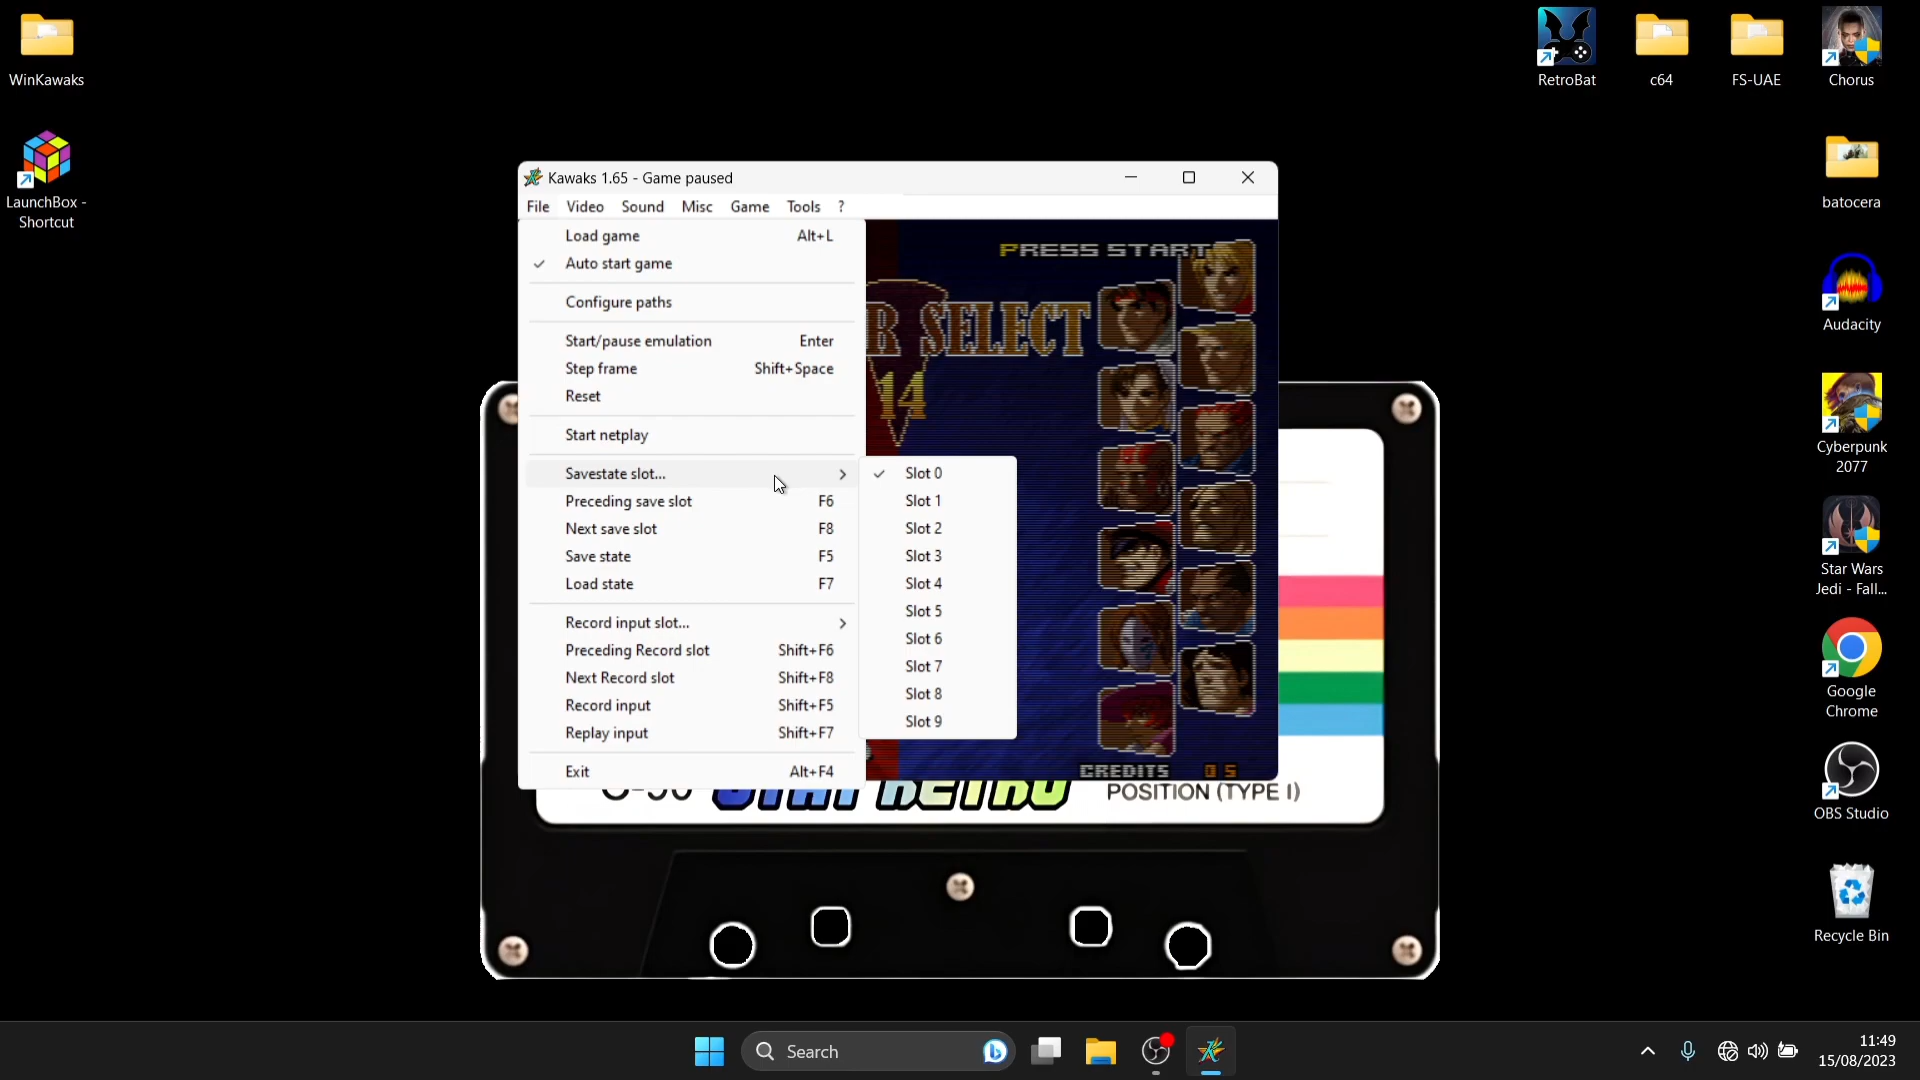 WinKawaks
LaunchBox -
Shortcut
RetroBat
c64
FS-UAE
Chorus
batocera
Audacity
Cyberpunk
2077
Star Wars
Jedi - Fall...
Google
Chrome
OBS Studio
Recycle Bin
Kawaks 1.65 - Game paused
File Video Sound Misc Game Tools ?
Load game Alt+L
Auto start game
Configure paths
Start/pause emulation Enter
Step frame Shift+Space
Reset
Start netplay
Savestate slot...
Preceding save slot F6
Next save slot F8
Save state F5
Load state F7
Record input slot...
Preceding Record slot Shift+F6
Next Record slot Shift+F8
Record input Shift+F5
Replay input Shift+F7
Exit Alt+F4
Slot 0
Slot 1
Slot 2
Slot 3
Slot 4
Slot 5
Slot 6
Slot 7
Slot 8
Slot 9
PRESS START
R SELECT
14
CREDITS 05
POSITION (TYPE I)
Search
11:49
15/08/2023